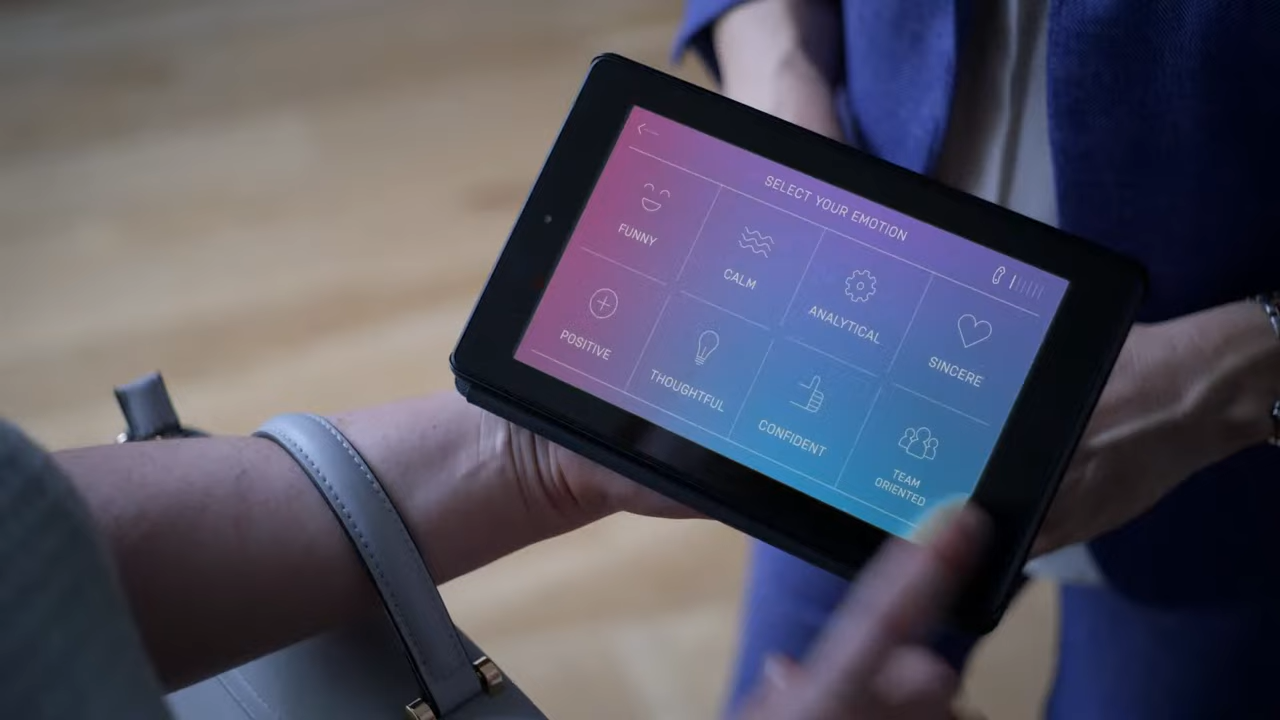 SELECT YOUR EMOTION
FUNNY
CALM
ANALYTICAL
SINCERE
POSITIVE
THOUGHTFUL
CONFIDENT
TEAM
ORIENTED